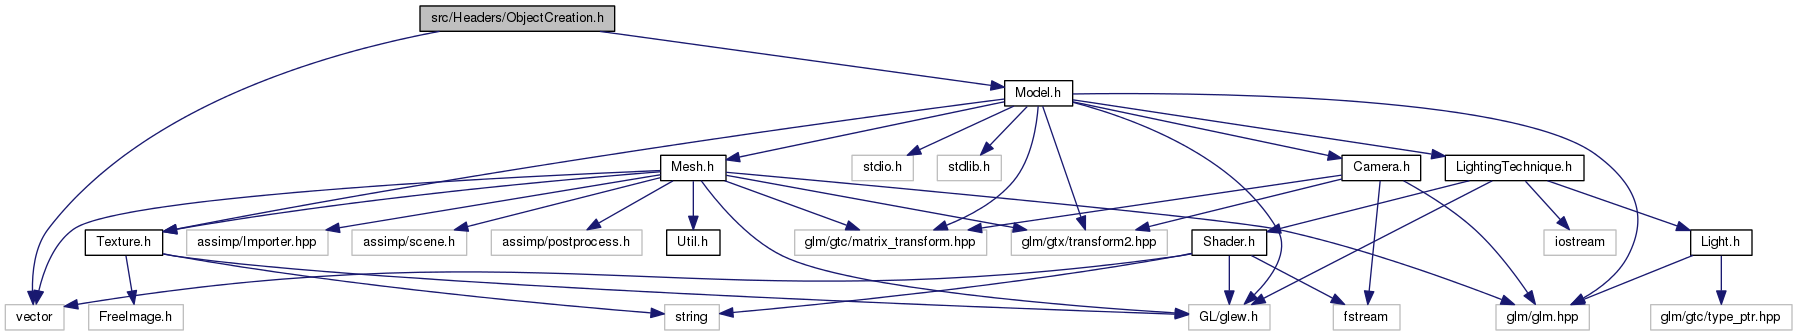 src/Headers/ObjectCreation.h
Model.h
Mesh.h
stdio.h
stdlib.h
Camera.h
LightingTechnique.h
Texture.h
assimp/Importer.hpp
assimp/scene.h
assimp/postprocess.h
Util.h
glm/gtc/matrix_transform.hpp
glm/gtx/transform2.hpp
Shader.h
iostream
Light.h
vector
FreeImage.h
string
GL/glew.h
fstream
glm/glm.hpp
glm/gtc/type_ptr.hpp